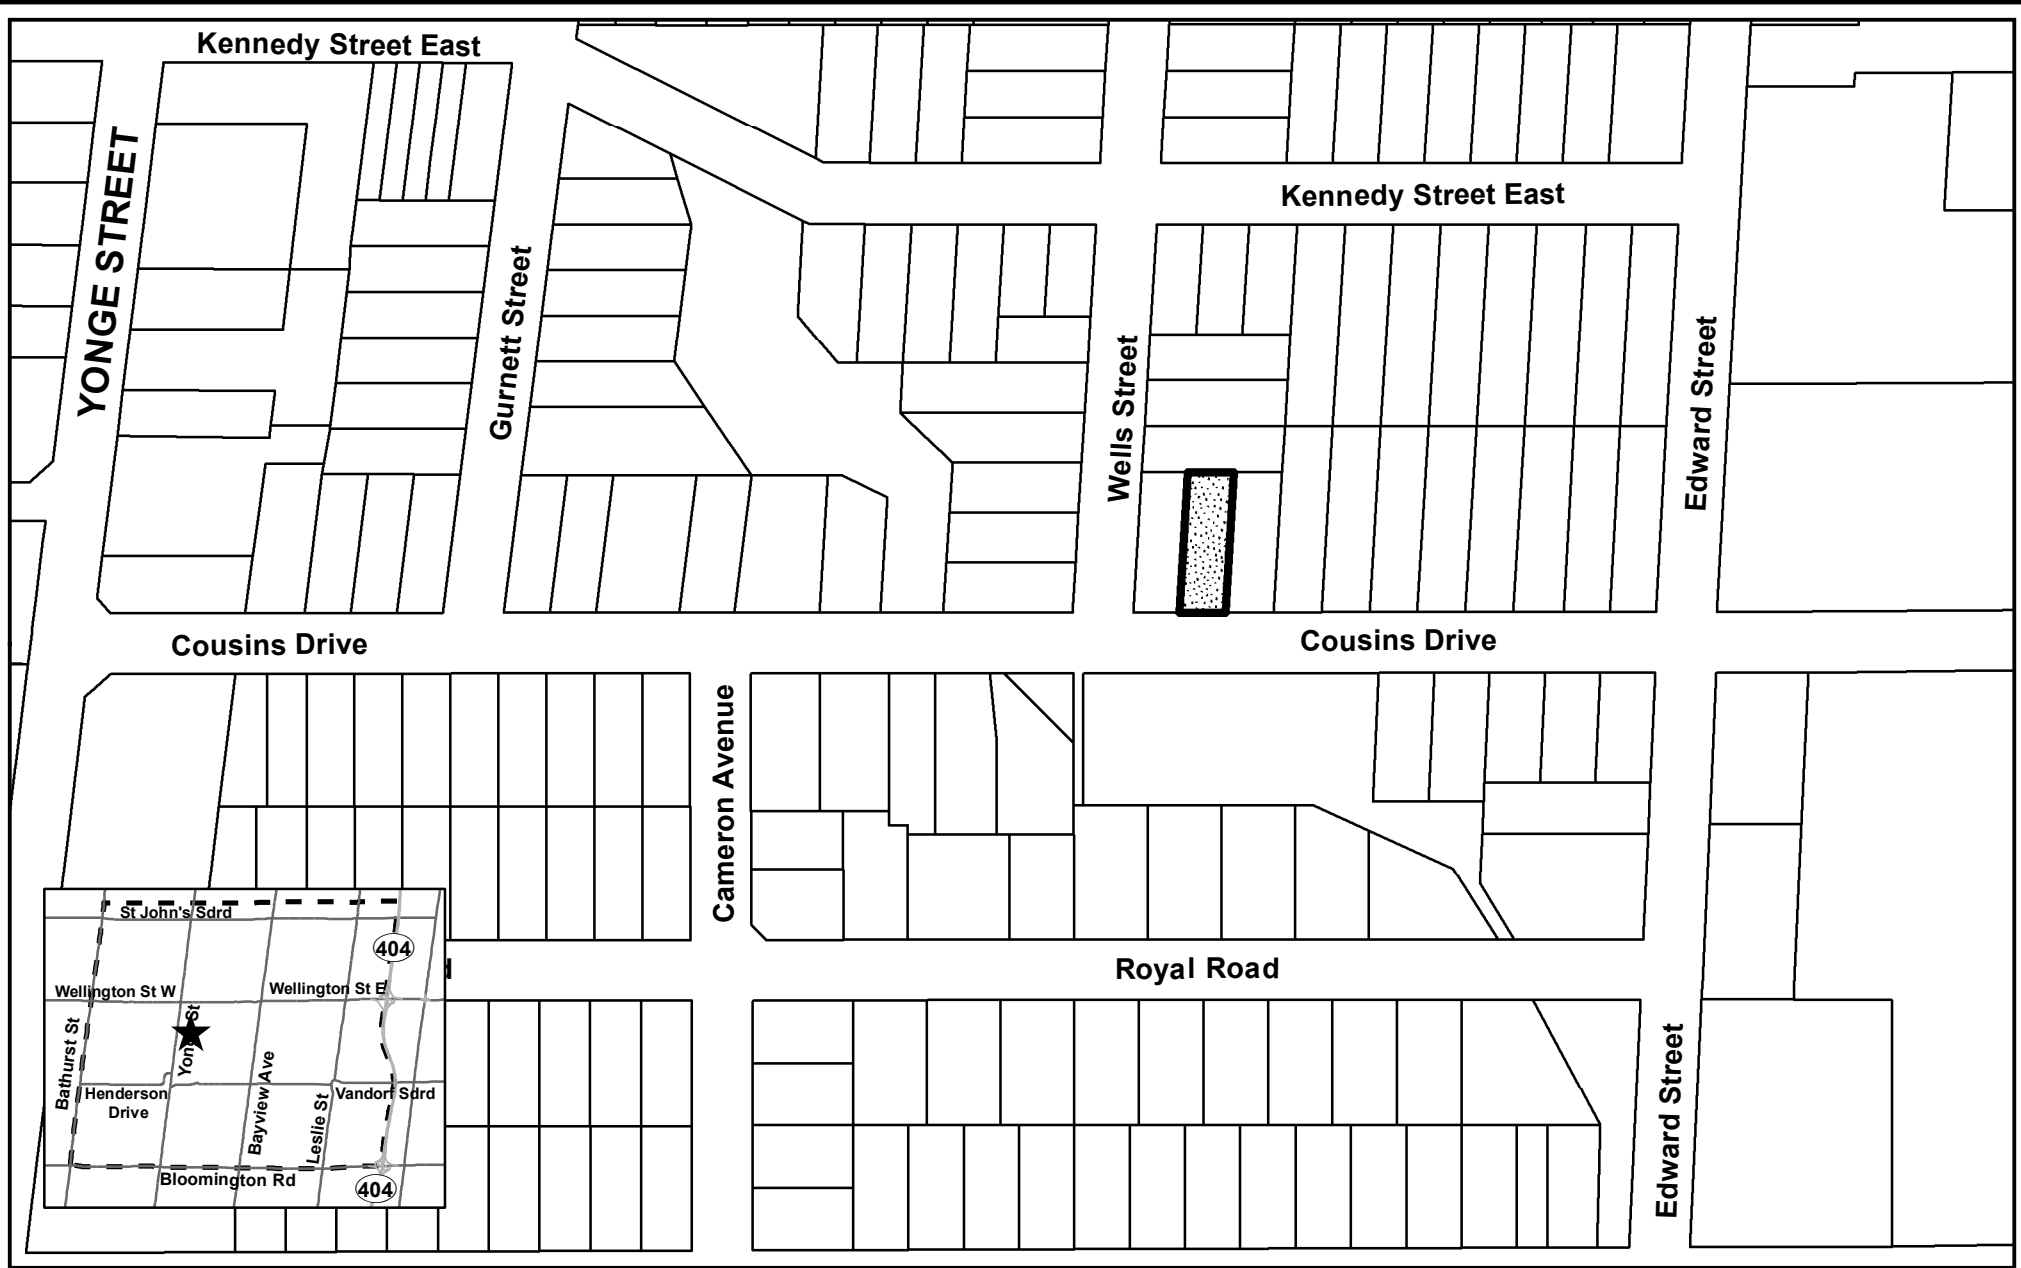 Kennedy Street East
YONGE STREET
Gurnett Street
Kennedy Street East
Wells Street
Edward Street
Cousins Drive
Cousins Drive
Cameron Avenue
Royal Road
Edward Street
St John's Sdrd
404
Wellington St W
Wellington St E
Bathurst St
Henderson
Drive
Bayview Ave
Leslie St
Vandorf Sdrd
Bloomington Rd
404